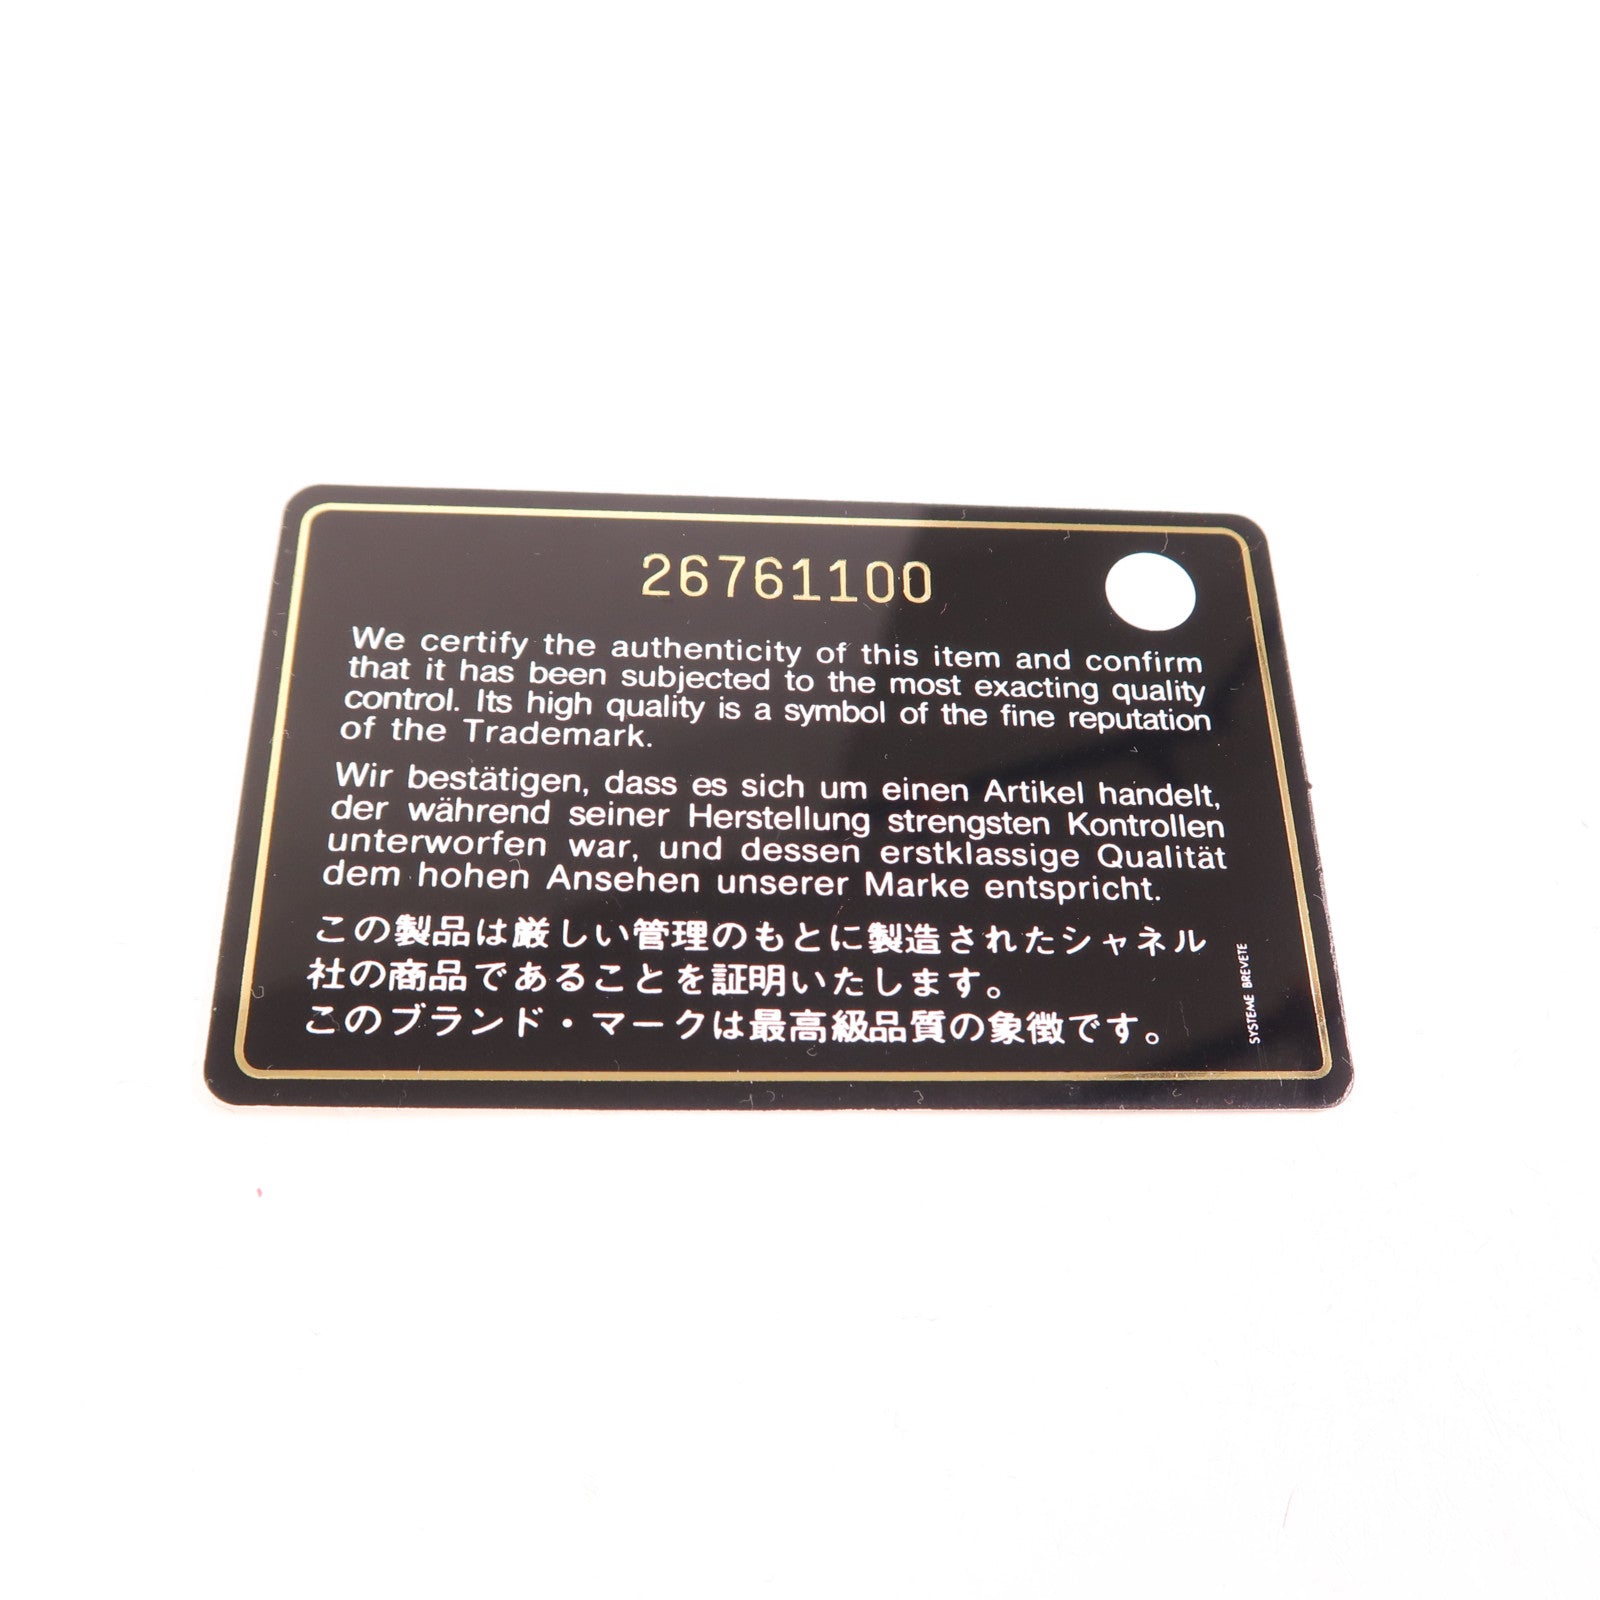 26761100
We certify the authenticity of this item and confirm
that it has been subjected to the most exacting quality
control. Its high quality is a symbol of the fine reputation
of the Trademark.
Wir bestätigen, dass es sich um einen Artikel handelt,
der während seiner Herstellung strengsten Kontrollen
unterworfen war, und dessen erstklassige Qualität
dem hohen Ansehen unserer Marke entspricht.
この製品は厳しい管理のもとに製造されたシャネル
社の商品であることを証明いたします。
このブランド・マークは最高級品質の象徴です。
SYSTEME BREVETE